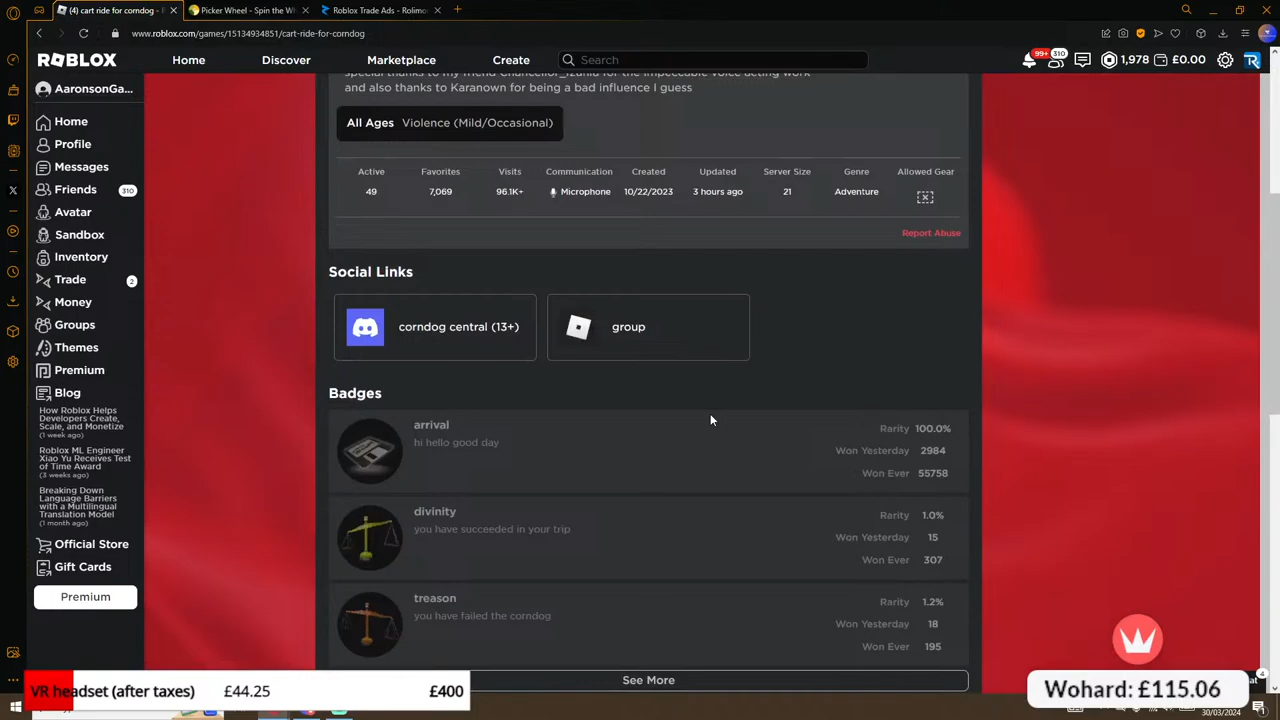 (4) cart ride for corndog -
Picker Wheel - Spin the W
Roblox Trade Ads - Rolimo
www.roblox.com/games/15134934851/cart-ride-for-corndog
ROBLOX
Home
Discover
Marketplace
Create
Search
99+
310
1,978
£0.00
AaronsonGa...
Home
Profile
Messages
Friends
310
Avatar
Sandbox
Inventory
Trade
2
Money
Groups
Themes
Premium
Blog
How Roblox Helps
Developers Create,
Scale, and Monetize
(1 week ago)
Roblox ML Engineer
Xiao Yu Receives Test
of Time Award
(3 weeks ago)
Breaking Down
Language Barriers
with a Multilingual
Translation Model
(1 month ago)
Official Store
Gift Cards
Premium
and also thanks to Karanown for being a bad influence I guess
All Ages Violence (Mild/Occasional)
Active Favorites Visits Communication Created Updated Server Size Genre Allowed Gear
49 7,069 96.1K+ Microphone 10/22/2023 3 hours ago 21 Adventure
Report Abuse
Social Links
corndog central (13+)
group
Badges
arrival
hi hello good day
Rarity 100.0%
Won Yesterday 2984
Won Ever 55758
divinity
you have succeeded in your trip
Rarity 1.0%
Won Yesterday 15
Won Ever 307
treason
you have failed the corndog
Rarity 1.2%
Won Yesterday 18
Won Ever 195
See More
VR headset (after taxes) £44.25 £400
Wohard: £115.06
4
30/03/2024